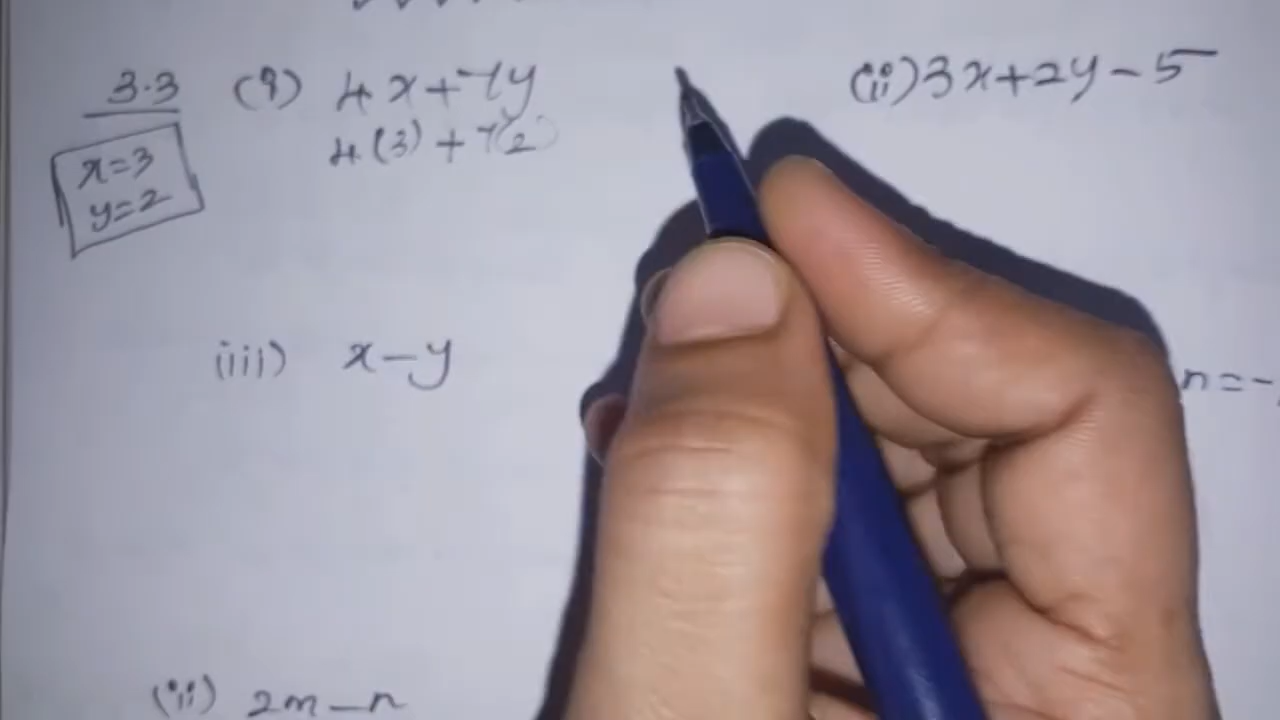 3.3 (i) 4x+7y
4(3) + 7(2)
x=3
y=2
(ii) 3x+2y-5
iii) x-y
n=-
(ii) 2m-n